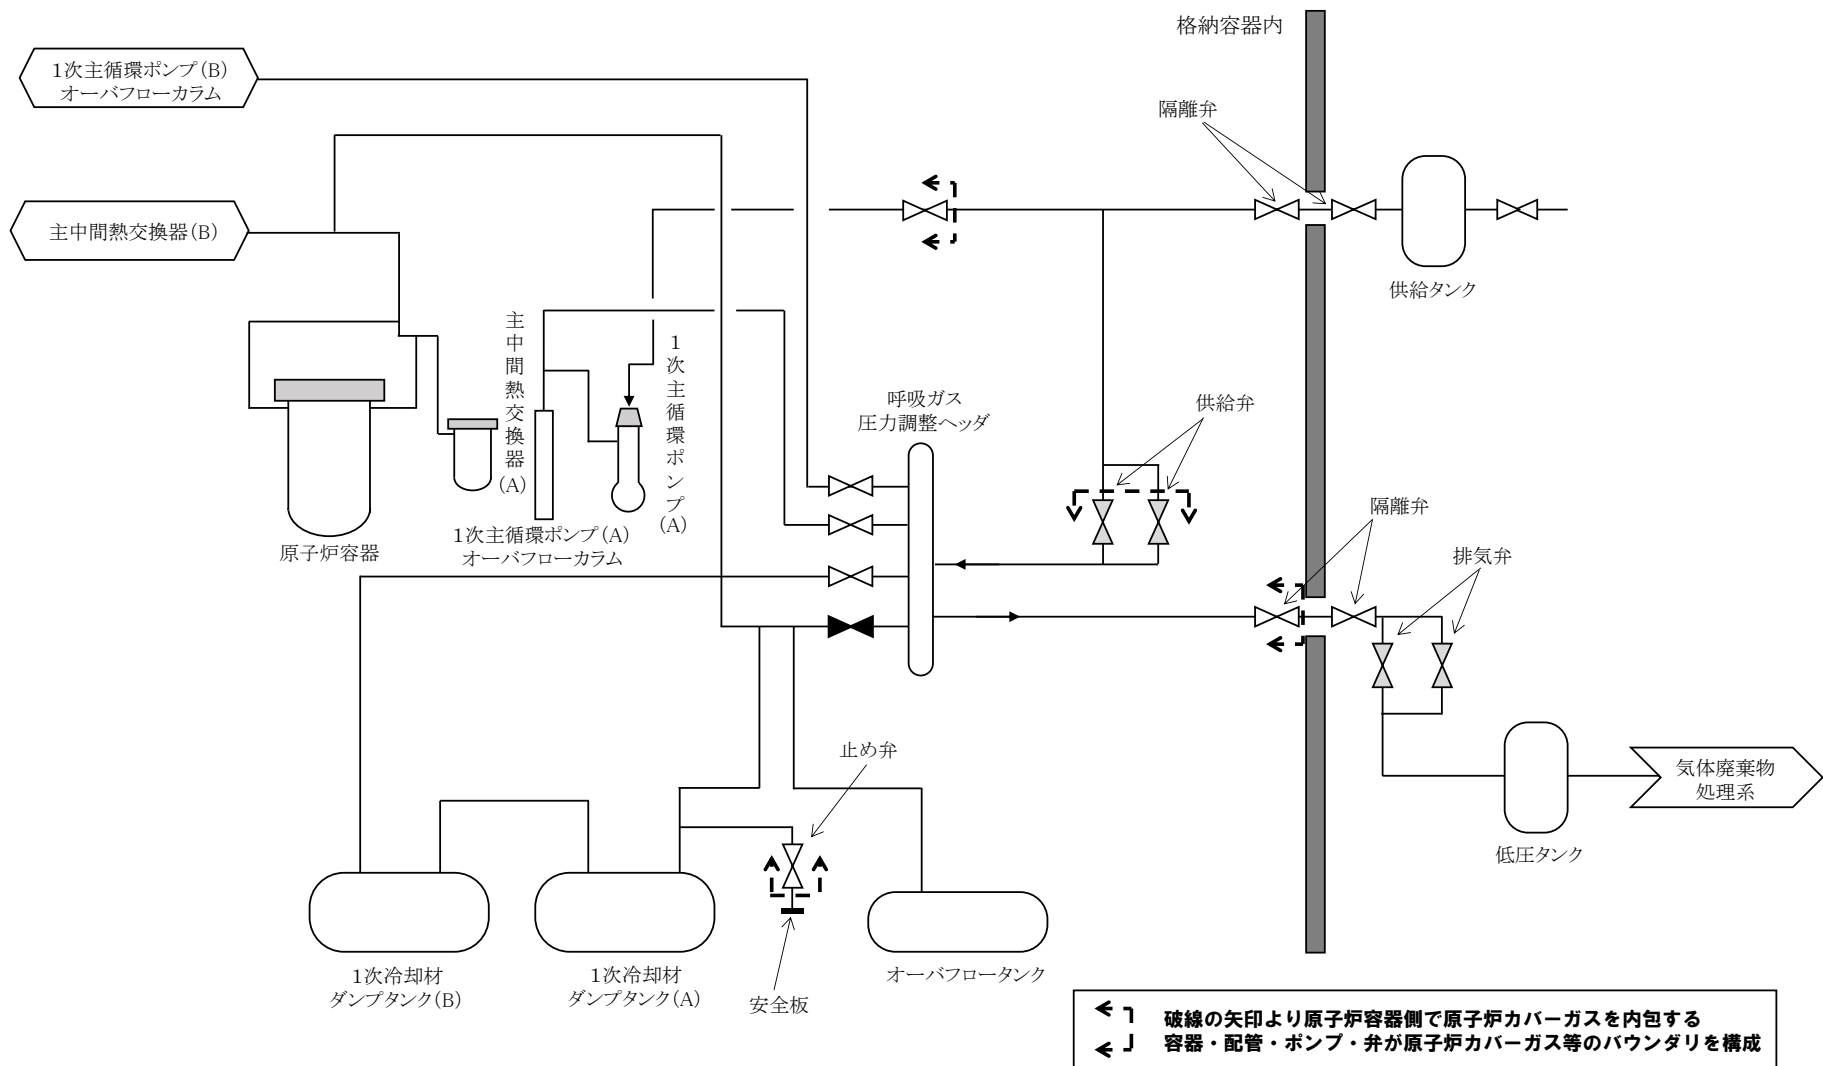 格納容器内
1次主循環ポンプ(B)
オーバフローカラム
隔離弁
主中間熱交換器(B)
供給タンク
主中間熱交換器(A)
1次主循環ポンプ(A)
呼吸ガス
圧力調整ヘッダ
供給弁
隔離弁
1次主循環ポンプ(A)
オーバフローカラム
原子炉容器
排気弁
止め弁
気体廃棄物
処理系
低圧タンク
1次冷却材
ダンプタンク(B)
1次冷却材
ダンプタンク(A)
オーバフロータンク
安全板
破線の矢印より原子炉容器側で原子炉カバーガスを内包する
容器・配管・ポンプ・弁が原子炉カバーガス等のバウンダリを構成